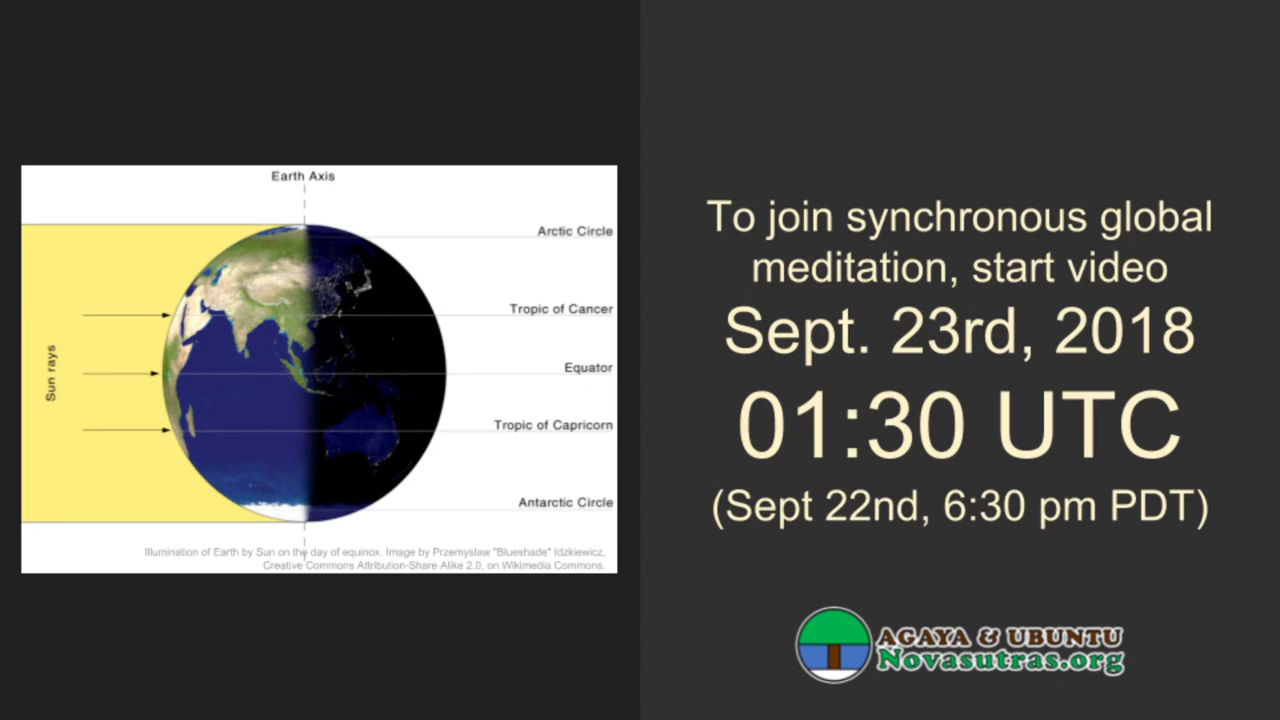 Earth Axis
Arctic Circle
Tropic of Cancer
Sun rays
Equator
Tropic of Capricorn
Antarctic Circle
Illumination of Earth by Sun on the day of equinox. Image by Przemyslaw "Blueshade" Idzkiewicz,
Creative Commons Attribution-Share Alike 2.0, on Wikimedia Commons.
To join synchronous global
meditation, start video
Sept. 23rd, 2018
01:30 UTC
(Sept 22nd, 6:30 pm PDT)
AGAYA & UBUNTU
Novasutras.org